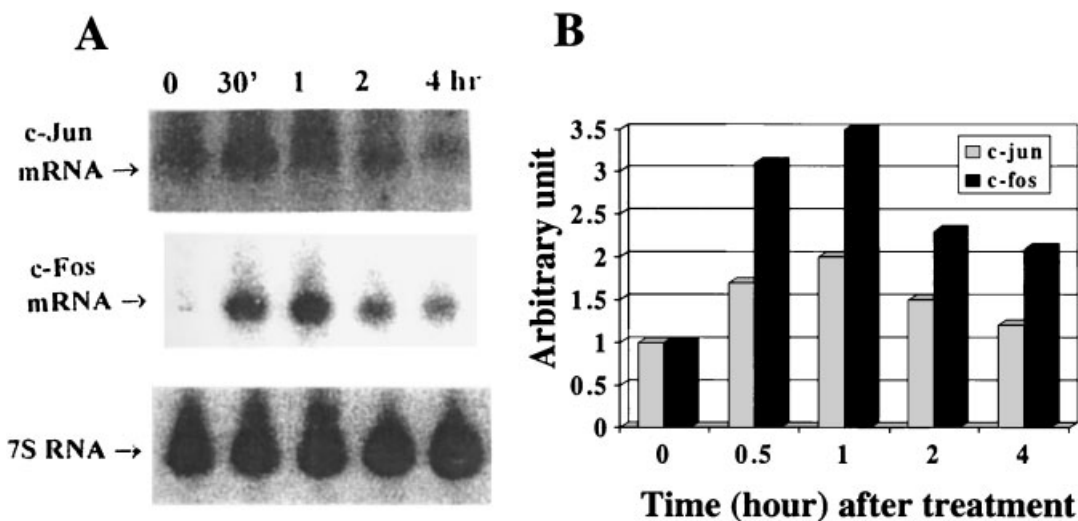 A
0 30' 1 2 4 hr
c-Jun
mRNA →
c-Fos
mRNA →
7S RNA →
B
3.5
3
2.5
2
1.5
1
0.5
0
Arbitrary unit
c-jun
c-fos
0 0.5 1 2 4
Time (hour) after treatment